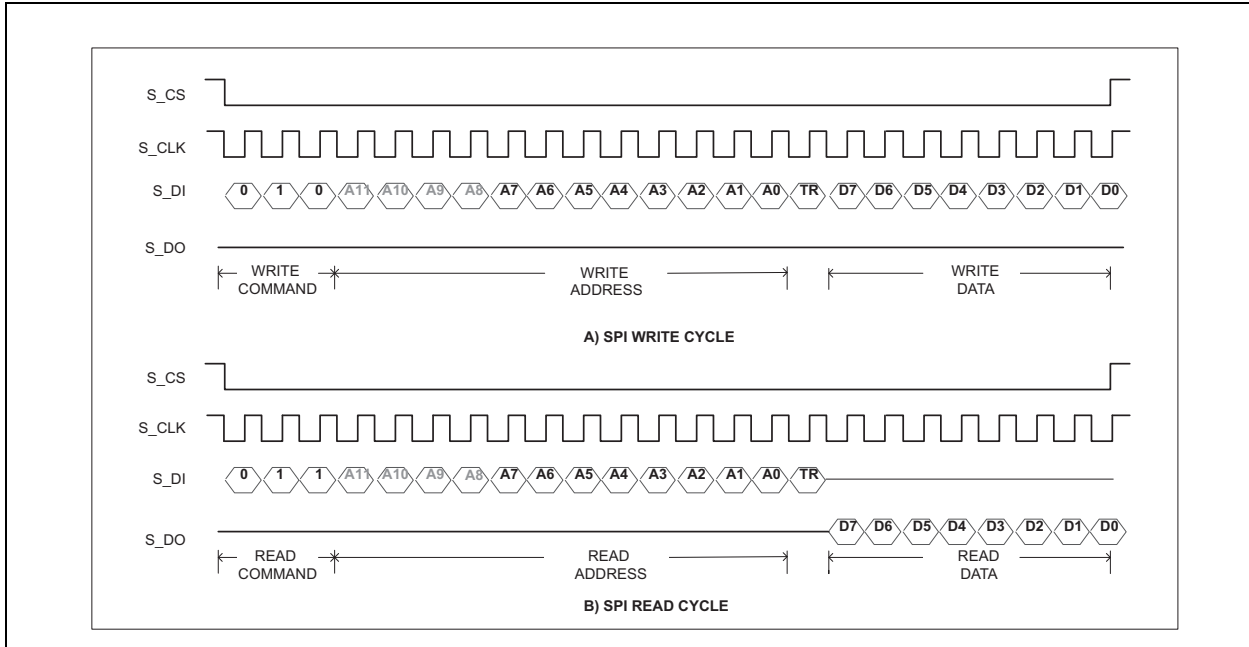 S_CS
S_CLK
S_DI 0 1 0 A11 A10 A9 A8 A7 A6 A5 A4 A3 A2 A1 A0 TR D7 D6 D5 D4 D3 D2 D1 D0
S_DO
WRITE WRITE WRITE
COMMAND ADDRESS DATA
A) SPI WRITE CYCLE
S_CS
S_CLK
S_DI 0 1 1 A11 A10 A9 A8 A7 A6 A5 A4 A3 A2 A1 A0 TR
S_DO D7 D6 D5 D4 D3 D2 D1 D0
READ READ READ
COMMAND ADDRESS DATA
B) SPI READ CYCLE